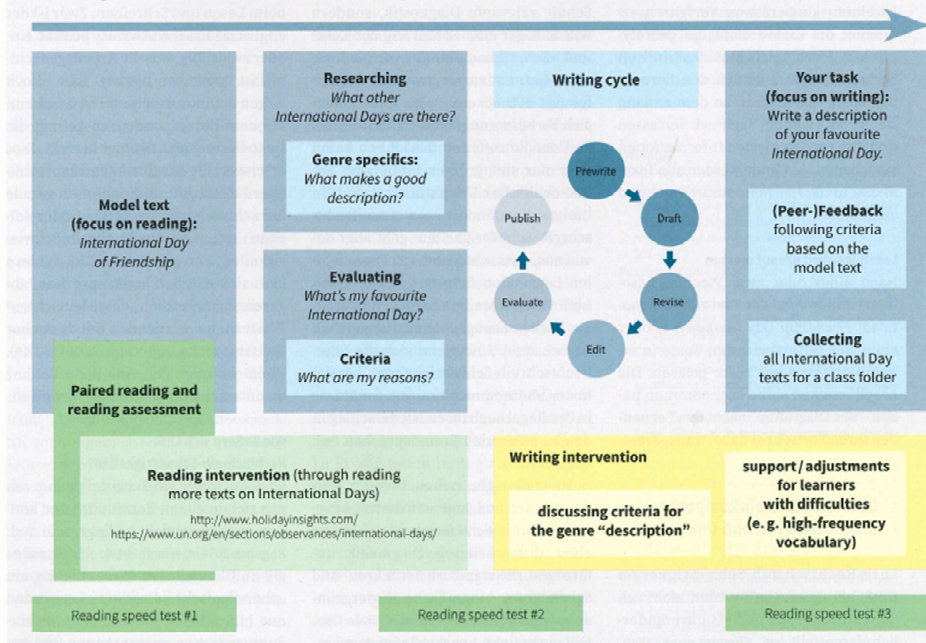 Model text
(focus on reading):
International Day
of Friendship
Researching
What other
International Days are there?
Genre specifics:
What makes a good
description?
Evaluating
What's my favourite
International Day?
Criteria
What are my reasons?
Writing cycle
Prewrite
Draft
Revise
Edit
Evaluate
Publish
Your task
(focus on writing):
Write a description
of your favourite
International Day.
(Peer-)Feedback
following criteria
based on the
model text
Collecting
all International Day
texts for a class folder
Paired reading and
reading assessment
Reading intervention (through reading
more texts on International Days)
http://www.holidayinsights.com/
https://www.un.org/en/sections/observances/international-days/
Writing intervention
discussing criteria for
the genre “description”
support / adjustments
for learners
with difficulties
(e. g. high-frequency
vocabulary)
Reading speed test #1
Reading speed test #2
Reading speed test #3